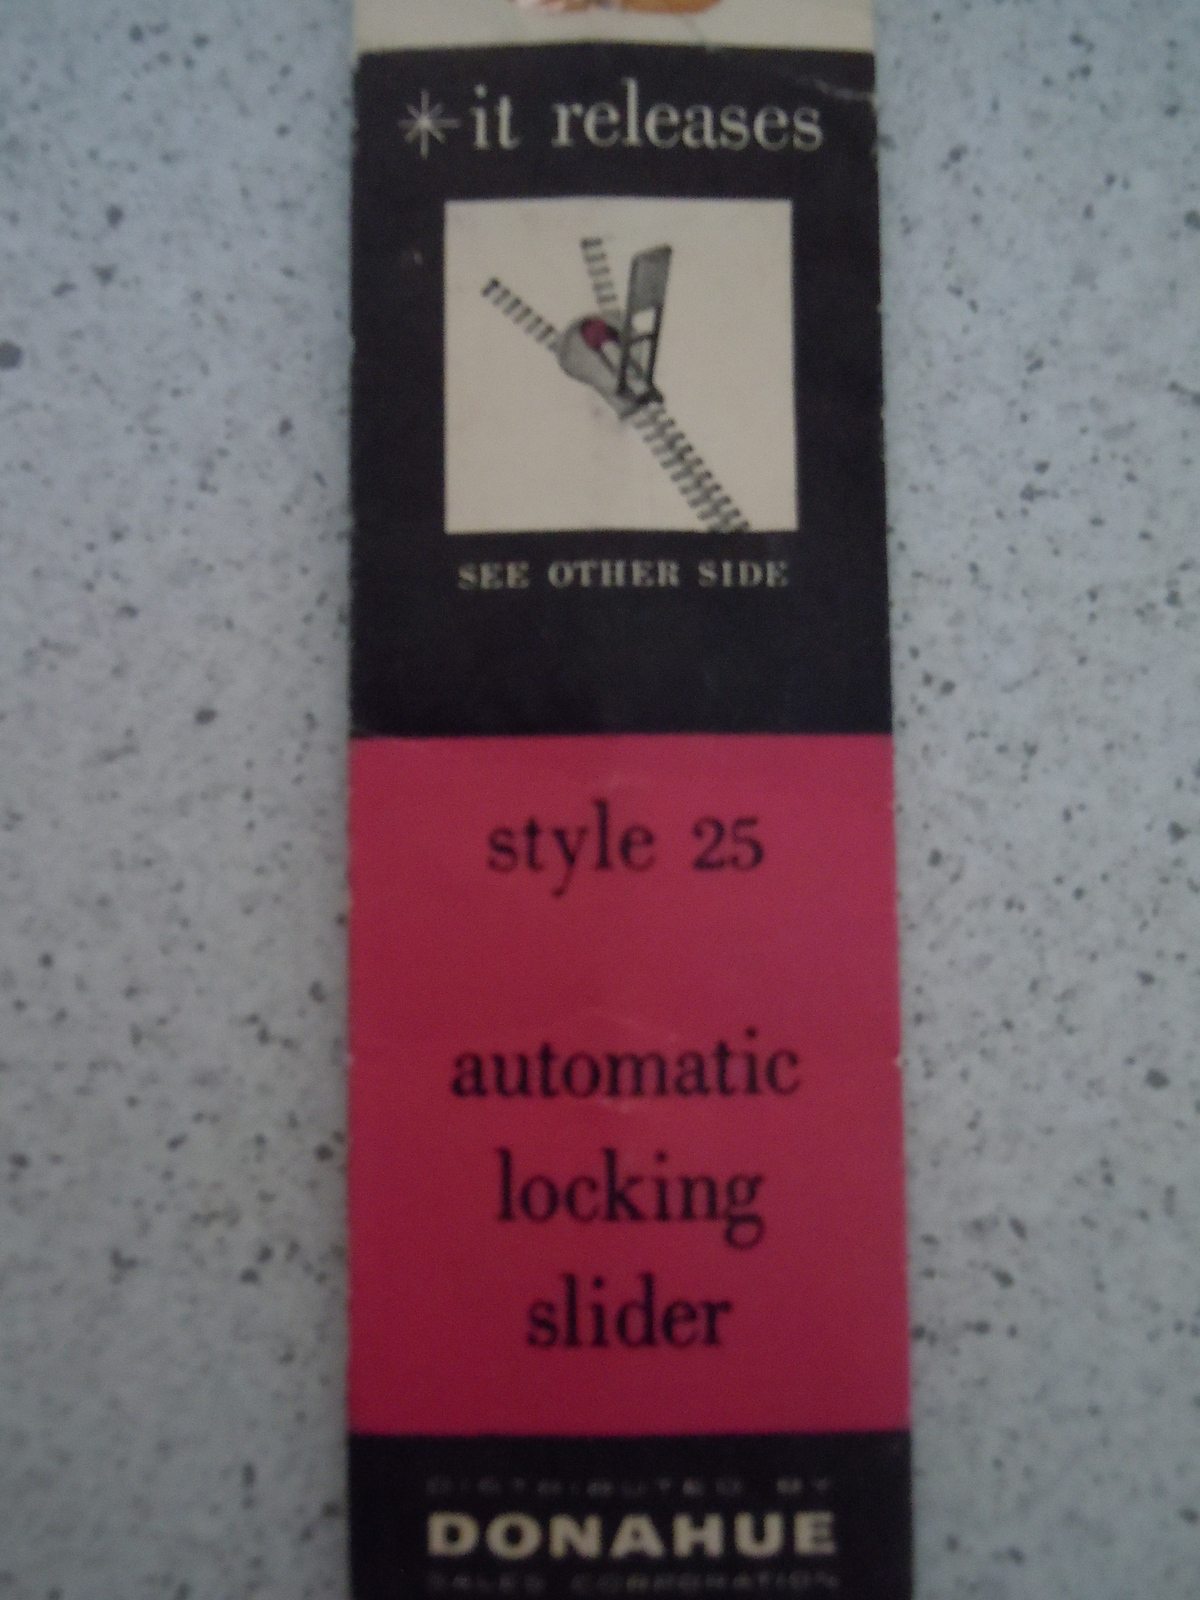 *it releases
SEE OTHER SIDE
style 25
automatic
locking
slider
DISTRIBUTED BY
DONAHUE
SALES CORPORATION